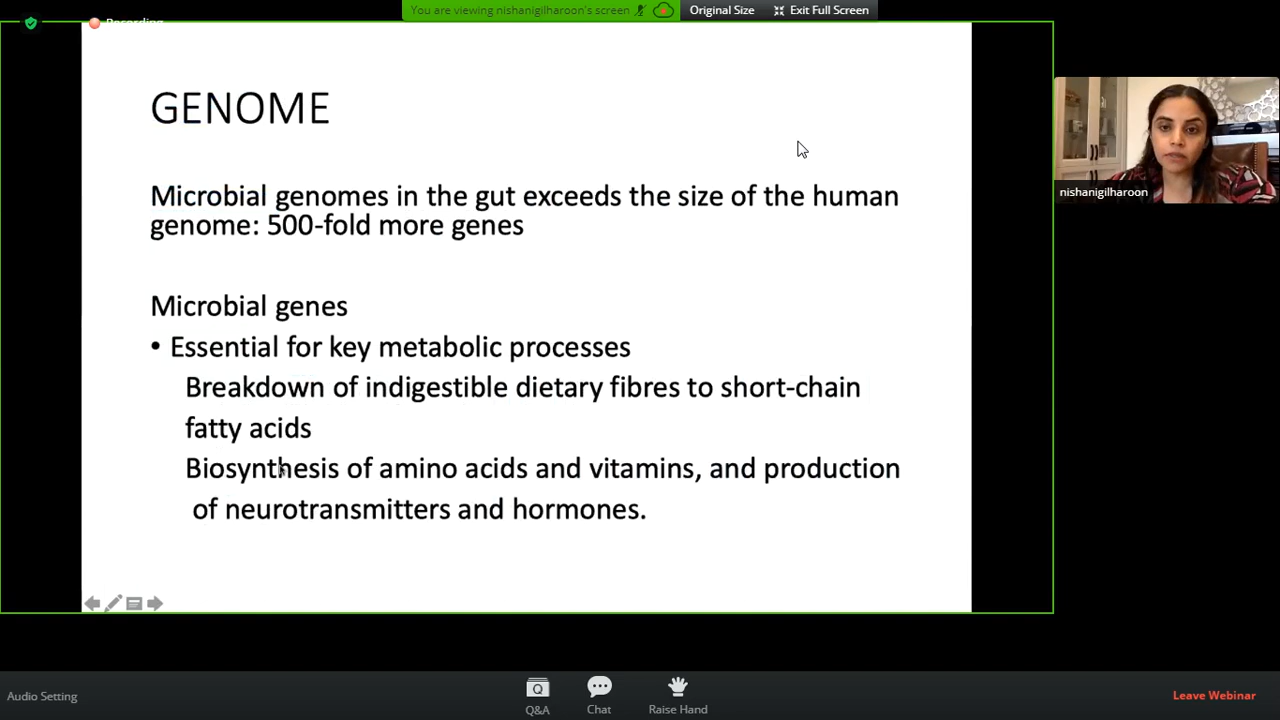 You are viewing nishanigilharoon's screen
Original Size
Exit Full Screen
Recording
GENOME
Microbial genomes in the gut exceeds the size of the human
genome: 500-fold more genes
Microbial genes
• Essential for key metabolic processes
Breakdown of indigestible dietary fibres to short-chain
fatty acids
Biosynthesis of amino acids and vitamins, and production
of neurotransmitters and hormones.
nishanigilharoon
Audio Setting
Q&A
Chat
Raise Hand
Leave Webinar